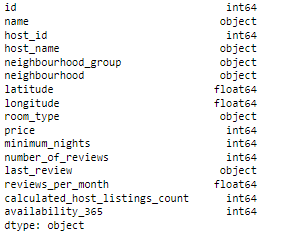 id int64
name object
host_id int64
host_name object
neighbourhood_group object
neighbourhood object
latitude float64
longitude float64
room_type object
price int64
minimum_nights int64
number_of_reviews int64
last_review object
reviews_per_month float64
calculated_host_listings_count int64
availability_365 int64
dtype: object